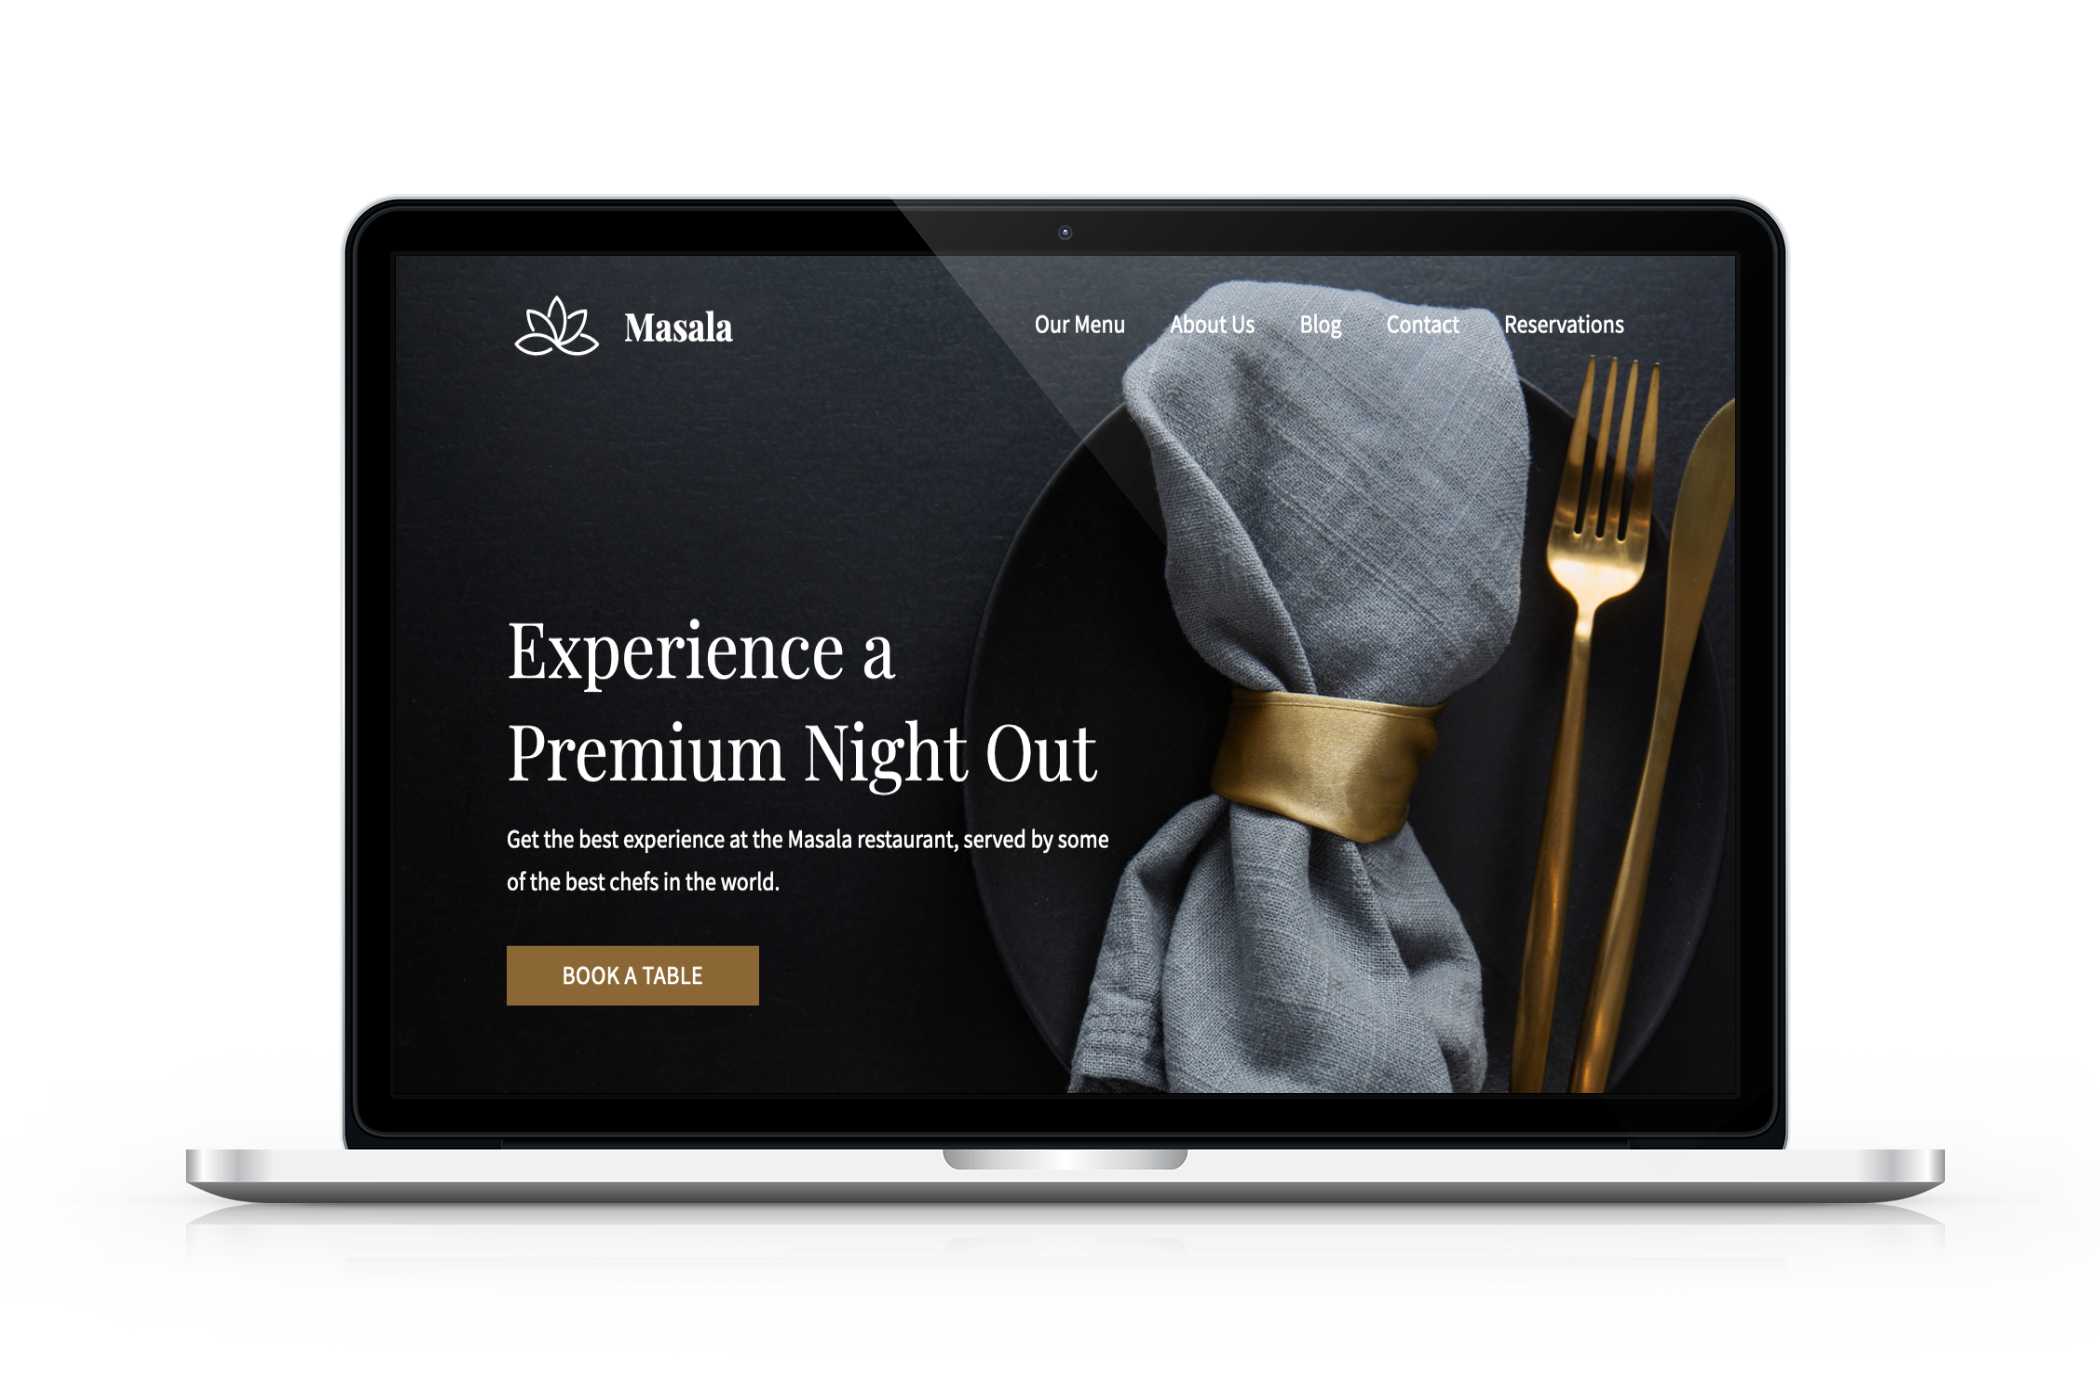 Masala
Our Menu
About Us
Blog
Contact
Reservations
Experience a
Premium Night Out
Get the best experience at the Masala restaurant, served by some
of the best chefs in the world.
BOOK A TABLE